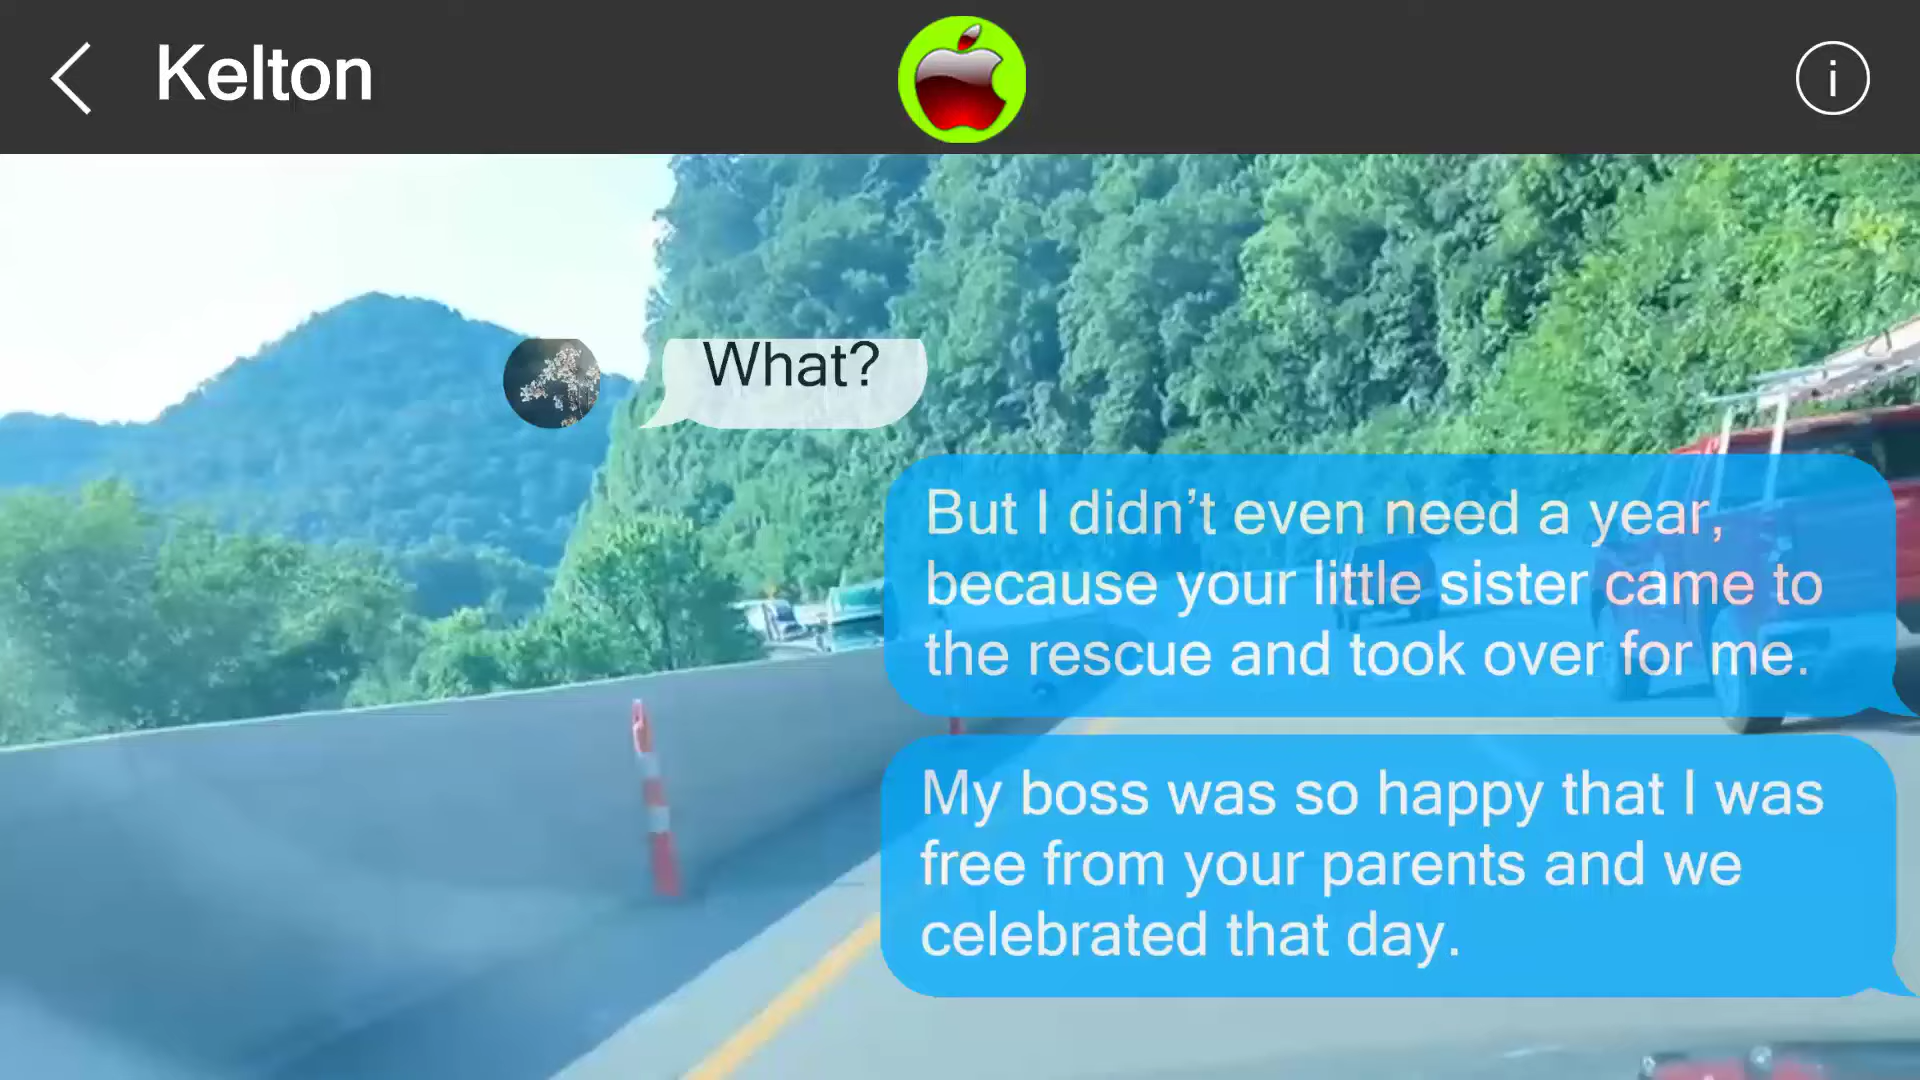 Kelton
i
What?
But I didn’t even need a year,
because your little sister came to
the rescue and took over for me.
My boss was so happy that I was
free from your parents and we
celebrated that day.